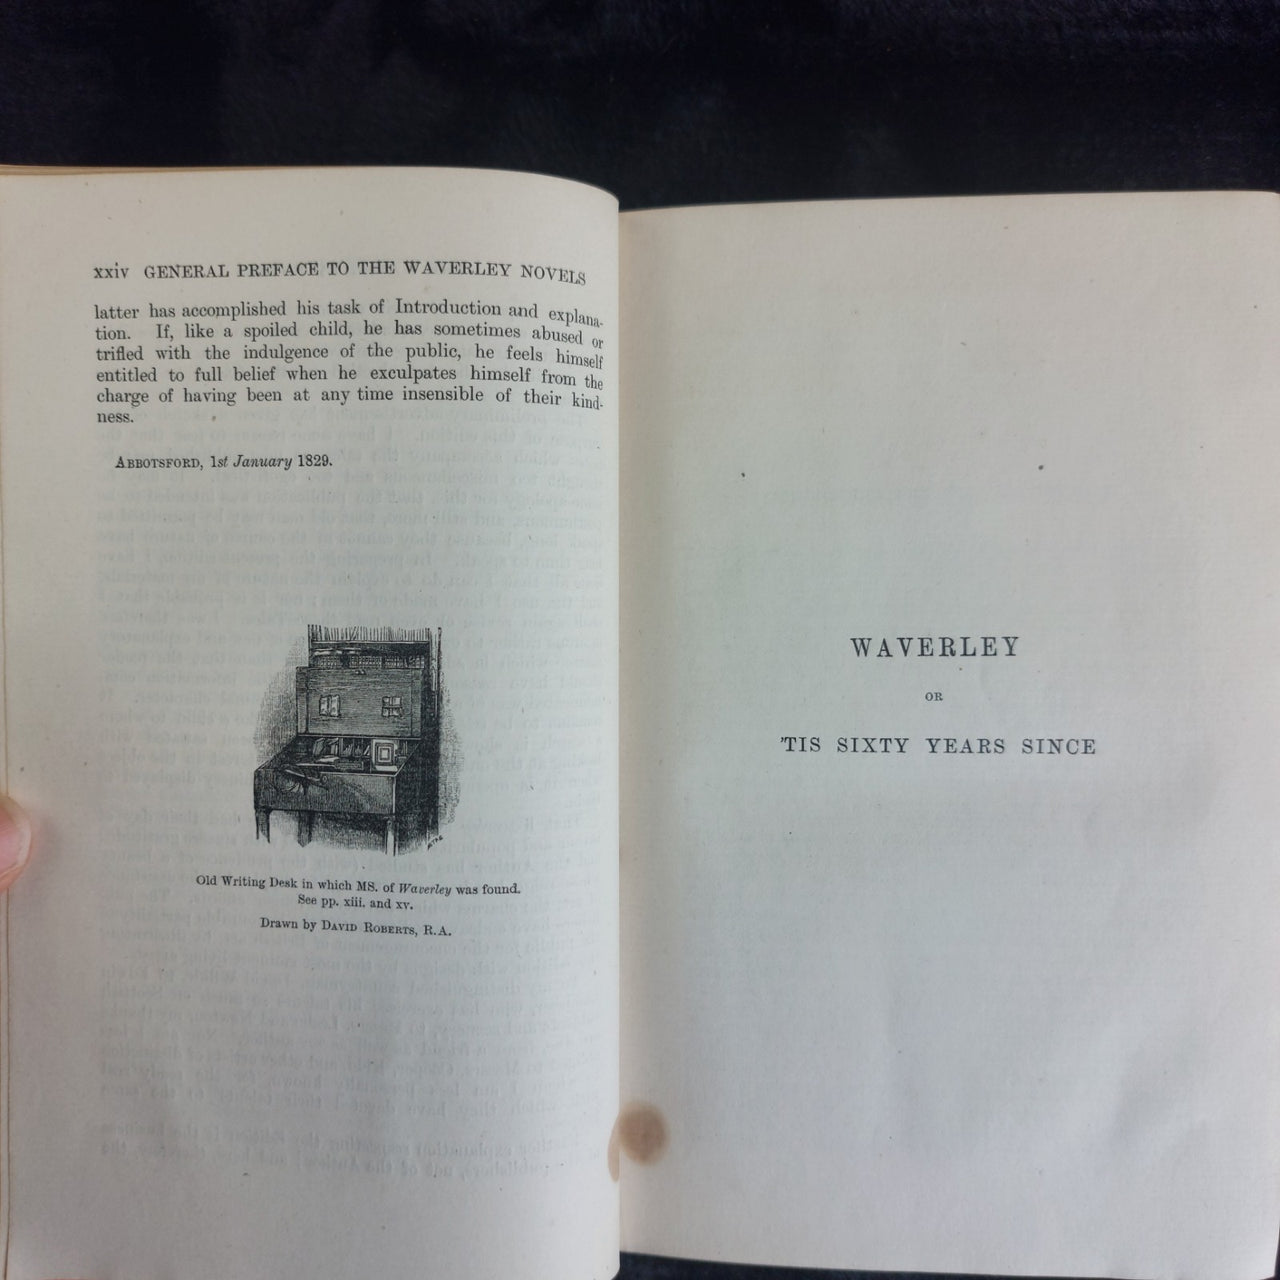 xxiv GENERAL PREFACE TO THE WAVERLEY NOVELS
latter has accomplished his task of Introduction and explana-
tion. If, like a spoiled child, he has sometimes abused or
trifled with the indulgence of the public, he feels himself
entitled to full belief when he exculpates himself from the
charge of having been at any time insensible of their kind-
ness.
ABBOTSFORD, 1st January 1829.
Old Writing Desk in which MS. of Waverley was found.
See pp. xiii. and xv.
Drawn by DAVID ROBERTS, R.A.
WAVERLEY
OR
'TIS SIXTY YEARS SINCE